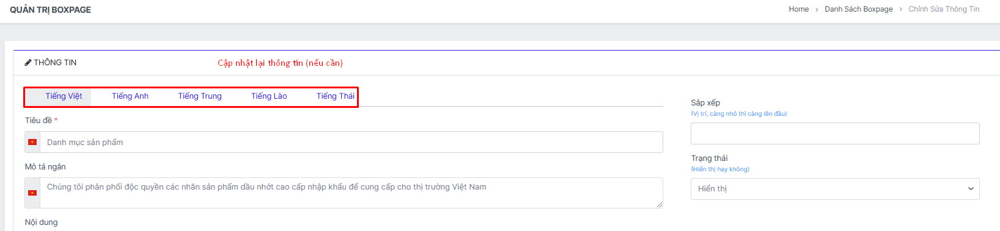 QUẢN TRỊ BOXPAGE
Home > Danh Sách Boxpage > Chỉnh Sửa Thông Tin
THÔNG TIN
Cập nhật lại thông tin (nếu cần)
Tiếng Việt Tiếng Anh Tiếng Trung Tiếng Lào Tiếng Thái
Tiêu đề *
Danh mục sản phẩm
Mô tả ngắn
Chúng tôi phân phối độc quyền các nhãn sản phẩm dầu nhớt cao cấp nhập khẩu để cung cấp cho thị trường Việt Nam
Nội dung
Sắp xếp
(Vị trí, càng nhỏ thì càng lên đầu)
Trạng thái
(Hiển thị hay không)
Hiển thị